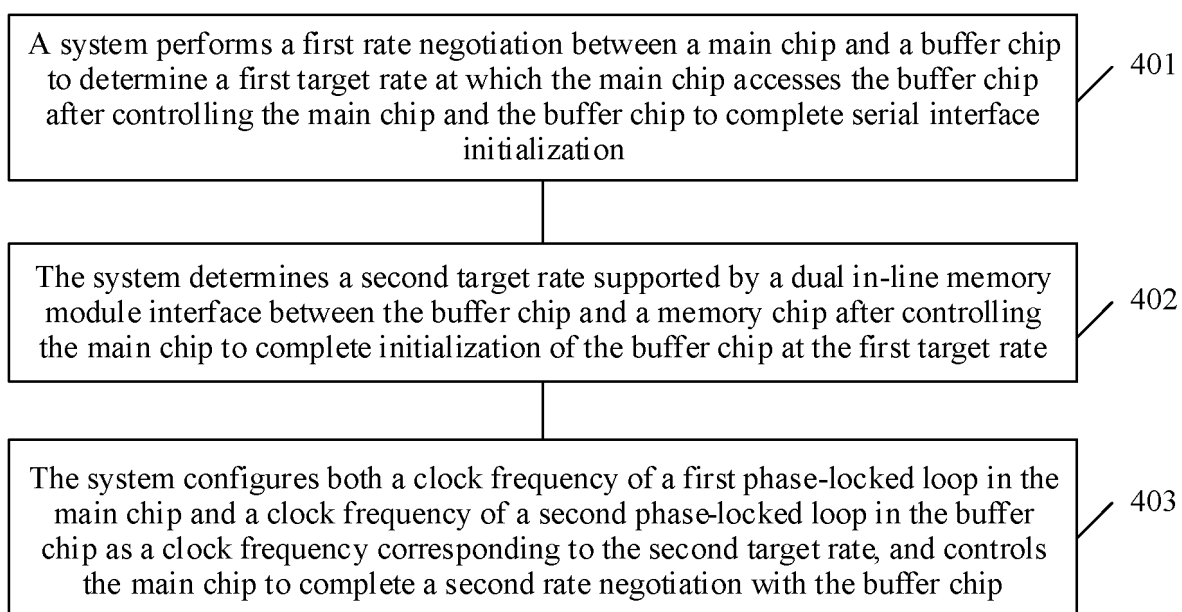 A system performs a first rate negotiation between a main chip and a buffer chip
to determine a first target rate at which the main chip accesses the buffer chip
after controlling the main chip and the buffer chip to complete serial interface
initialization
401
The system determines a second target rate supported by a dual in-line memory
module interface between the buffer chip and a memory chip after controlling
the main chip to complete initialization of the buffer chip at the first target rate
402
The system configures both a clock frequency of a first phase-locked loop in the
main chip and a clock frequency of a second phase-locked loop in the buffer
chip as a clock frequency corresponding to the second target rate, and controls
the main chip to complete a second rate negotiation with the buffer chip
403